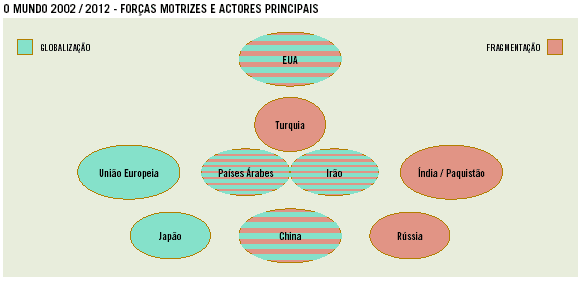 O MUNDO 2002 / 2012 - FORÇAS MOTRIZES E ACTORES PRINCIPAIS
GLOBALIZAÇÃO
FRAGMENTAÇÃO
EUA
Turquia
União Europeia
Países Árabes
Irão
Índia / Paquistão
Japão
China
Rússia